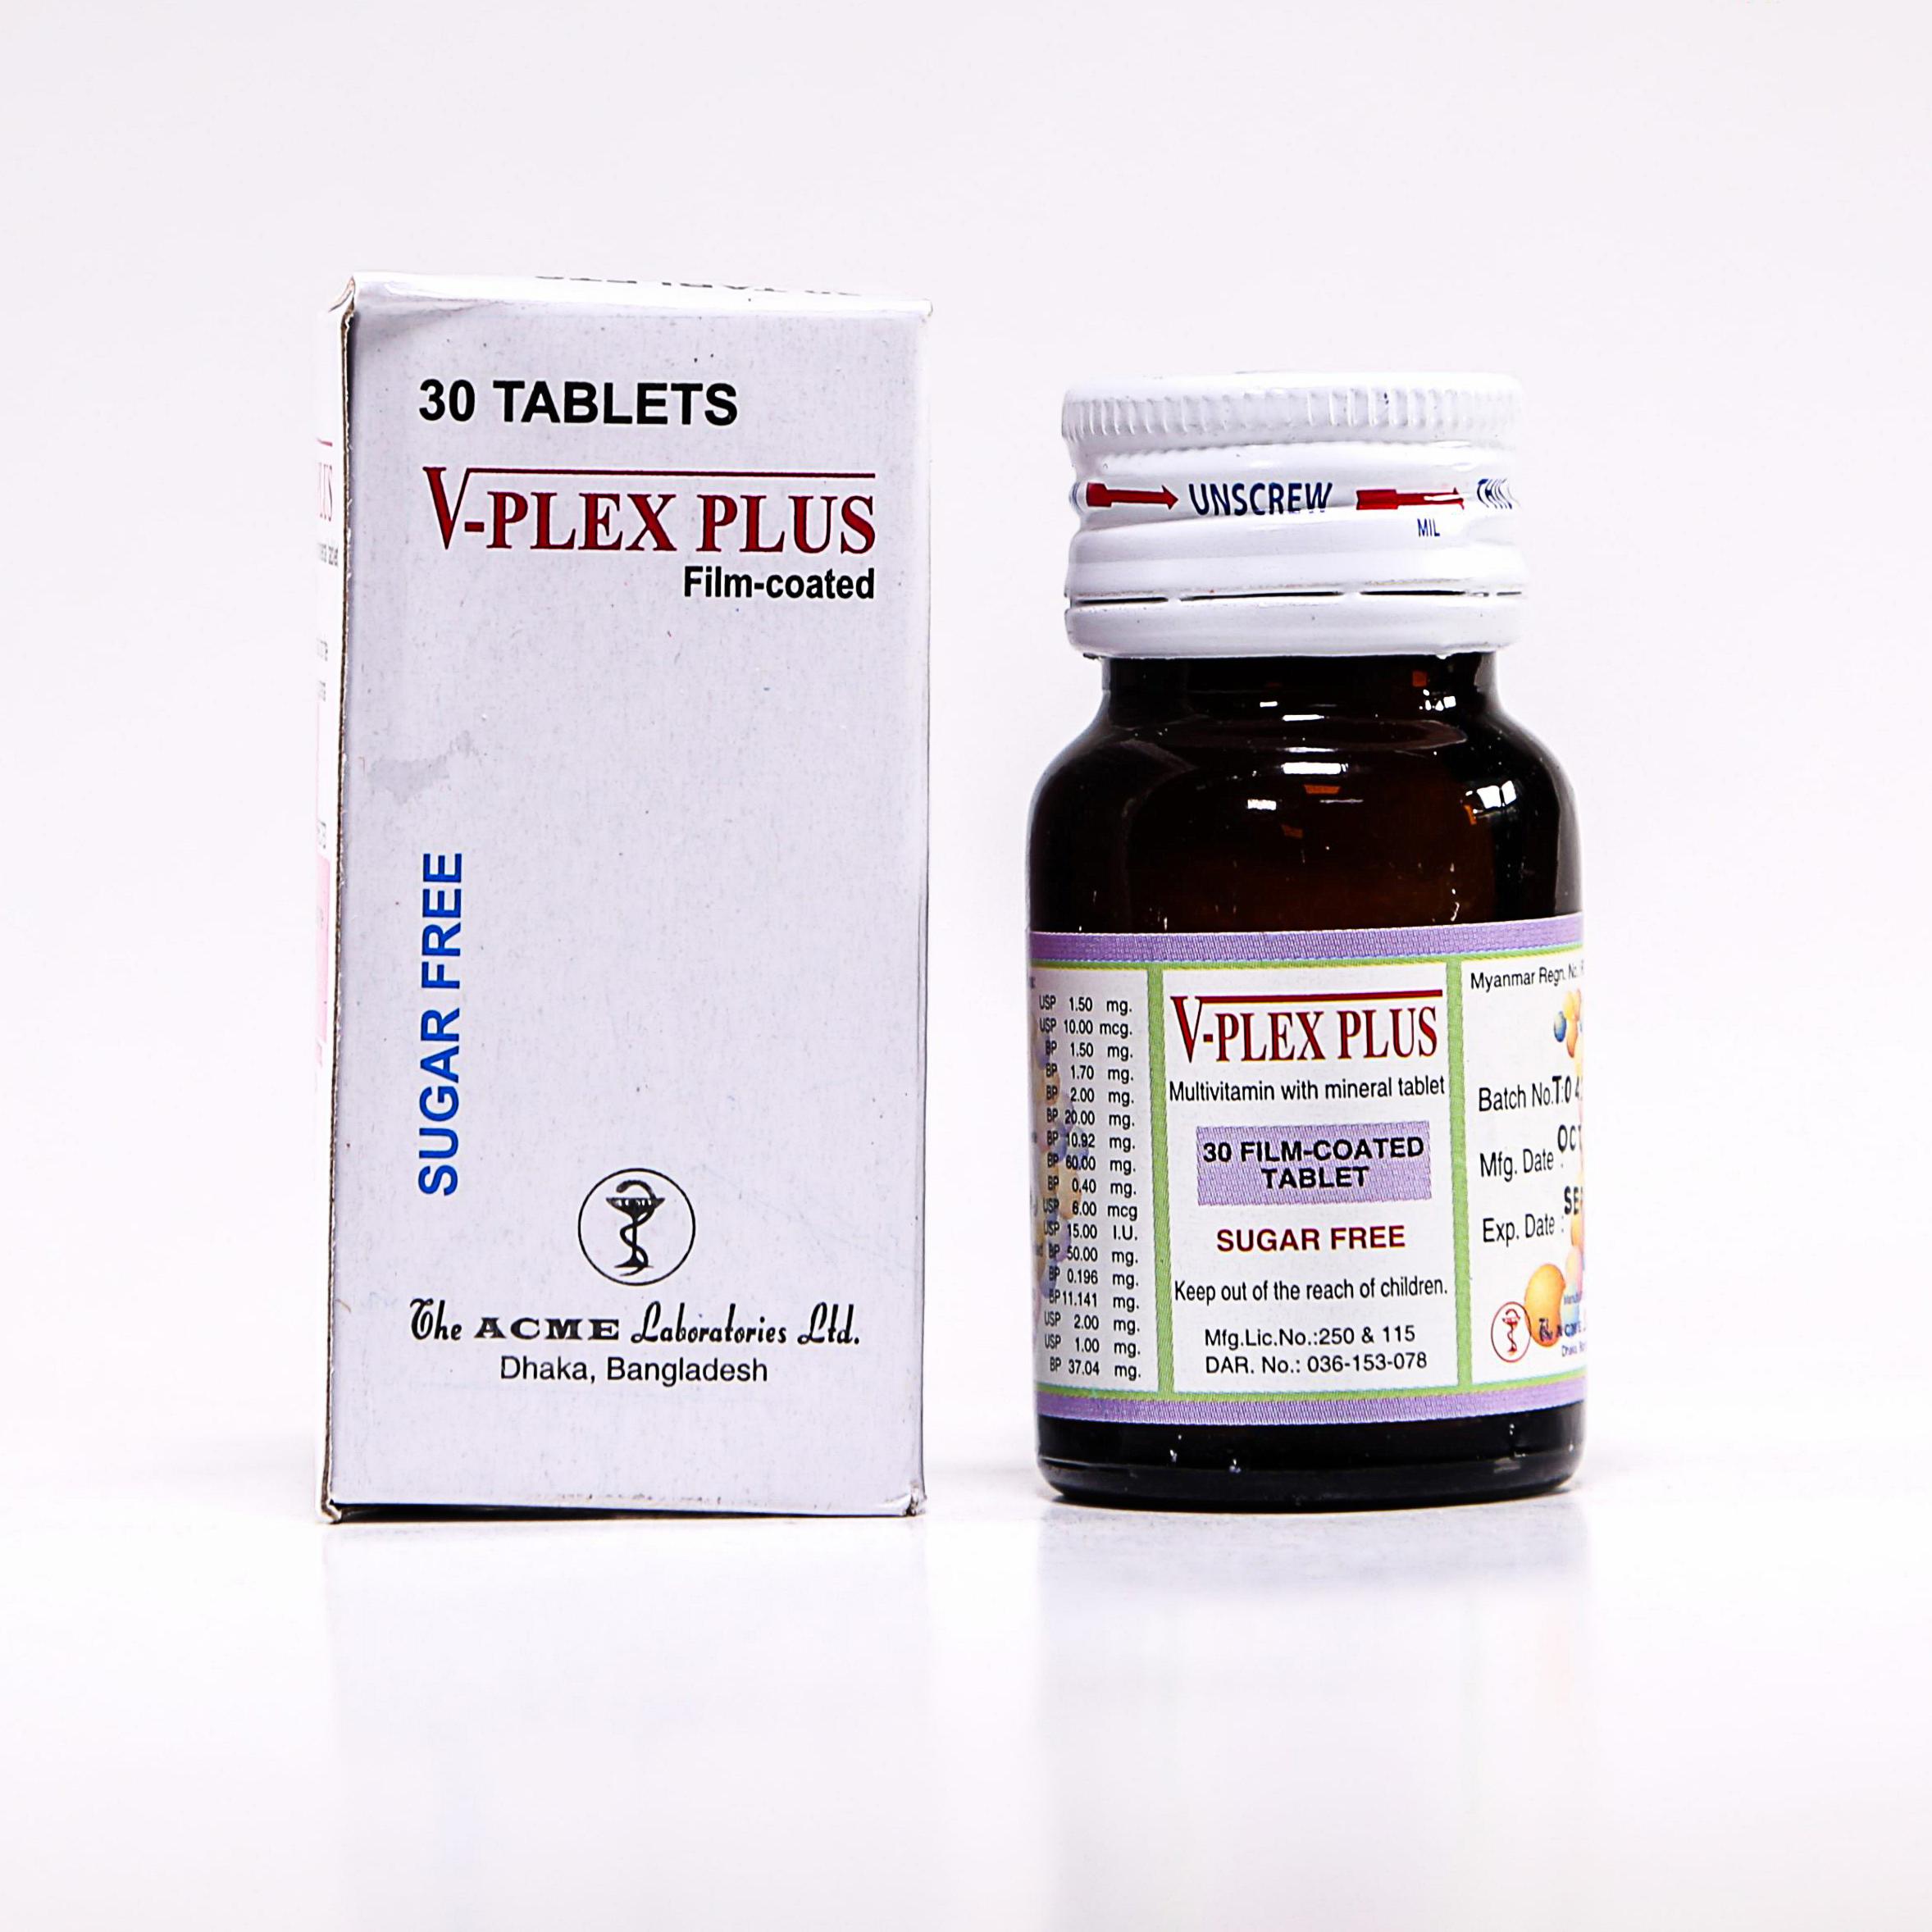 30 TABLETS
V-PLEX PLUS
Film-coated
SUGAR FREE
The ACME Laboratories Ltd.
Dhaka, Bangladesh
UNSCREW
MIL
USP 1.50 mg.
USP 10.00 mcg.
BP 1.50 mg.
BP 1.70 mg.
BP 2.00 mg.
BP 20.00 mg.
BP 10.92 mg.
BP 60.00 mg.
BP 0.40 mg.
USP 6.00 mcg
USP 15.00 I.U.
BP 50.00 mg.
BP 0.196 mg.
BP 11.141 mg.
USP 2.00 mg.
USP 1.00 mg.
BP 37.04 mg.
V-PLEX PLUS
Multivitamin with mineral tablet
30 FILM-COATED
TABLET
SUGAR FREE
Keep out of the reach of children.
Mfg.Lic.No.:250 & 115
DAR. No.: 036-153-078
Myanmar Regn. No.
Batch No.
Mfg. Date : OCT
Exp. Date :